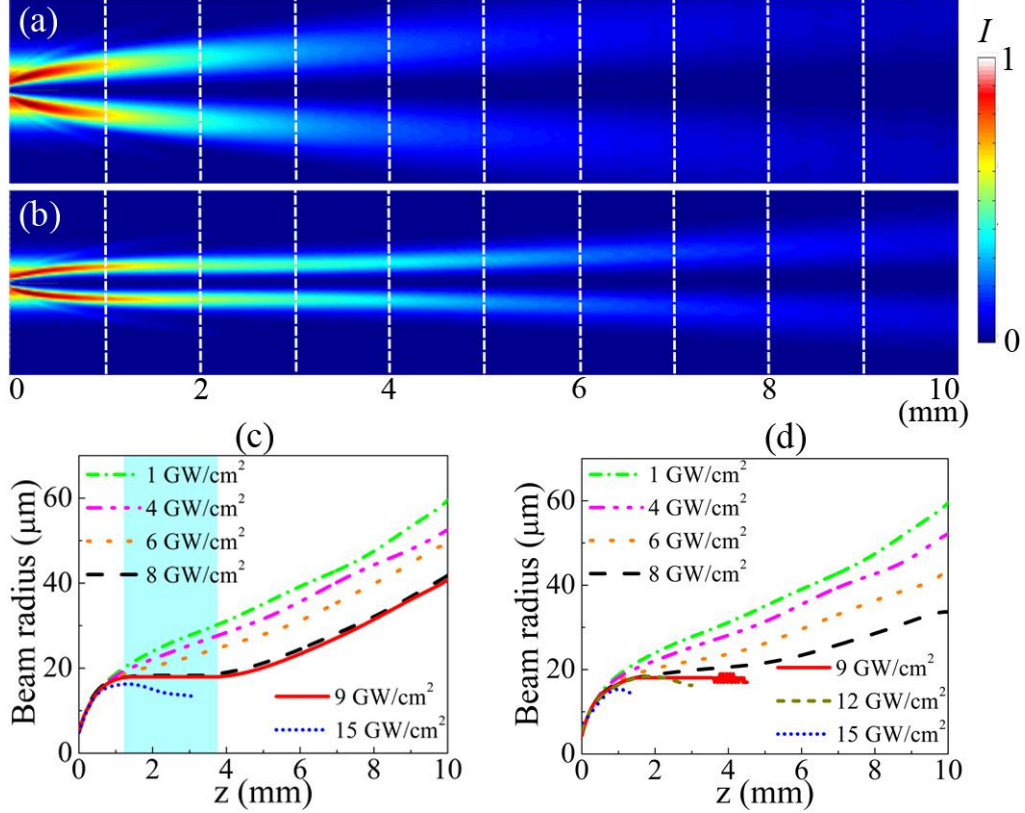 (a)
I
1
(b)
0
0 2 4 6 8 10
(mm)
(c) (d)
1 GW/cm²
4 GW/cm²
6 GW/cm²
8 GW/cm²
9 GW/cm²
15 GW/cm²
Beam radius (μm)
60
40
20
0
0 2 4 6 8 10
z (mm)
1 GW/cm²
4 GW/cm²
6 GW/cm²
8 GW/cm²
9 GW/cm²
12 GW/cm²
15 GW/cm²
Beam radius (μm)
60
40
20
0
0 2 4 6 8 10
z (mm)